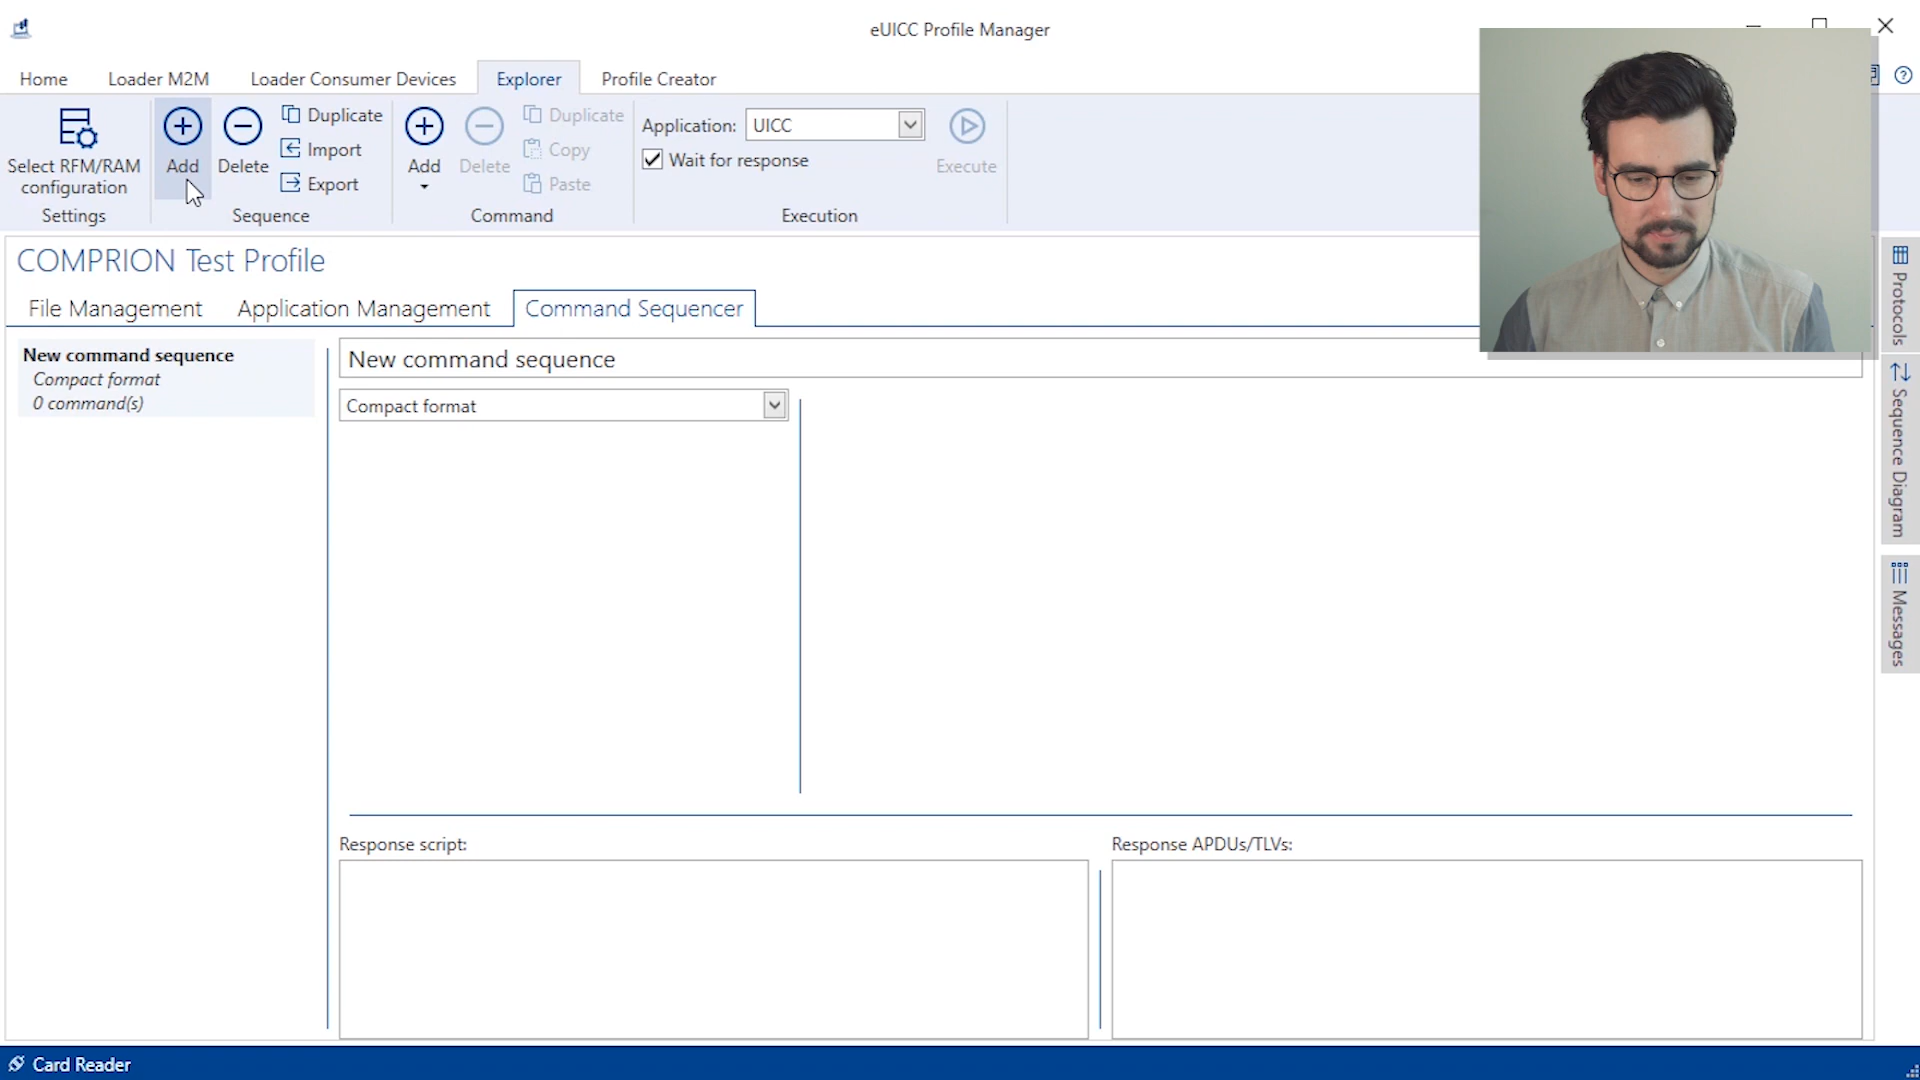 eUICC Profile Manager
Home
Loader M2M
Loader Consumer Devices
Explorer
Profile Creator
Select RFM/RAM
configuration
Settings
Add
Delete
Duplicate
Import
Export
Sequence
Add
Delete
Duplicate
Copy
Paste
Command
Application:
UICC
Wait for response
Execute
Execution
COMPRION Test Profile
File Management
Application Management
Command Sequencer
New command sequence
Compact format
0 command(s)
New command sequence
Compact format
Response script:
Response APDUs/TLVs:
Protocols
Sequence Diagram
Messages
Card Reader